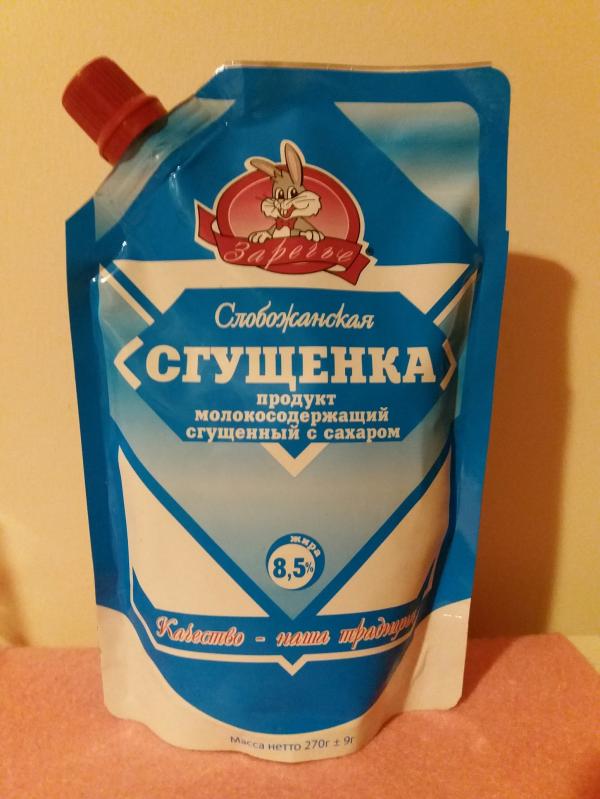 Заречье
Слобожанская
СГУЩЕНКА
продукт
молокосодержащий
сгущенный с сахаром
жира
8,5%
Качество - наша традиция
Масса нетто 270г ± 9г